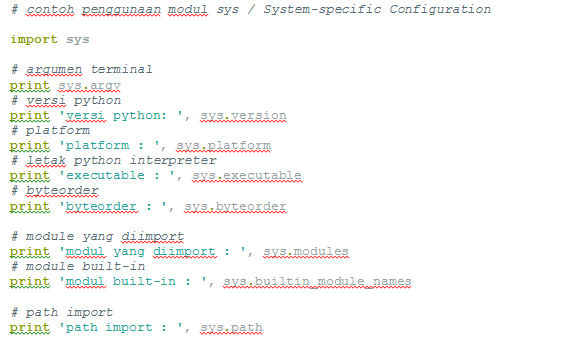 # contoh penggunaan modul sys / System-specific Configuration
import sys
# argumen terminal
print sys.argv
# versi python
print 'versi python: ', sys.version
# platform
print 'platform : ', sys.platform
# letak python interpreter
print 'executable : ', sys.executable
# byteorder
print 'byteorder : ', sys.byteorder
# module yang diimport
print 'modul yang diimport : ', sys.modules
# module built-in
print 'modul built-in : ', sys.builtin_module_names
# path import
print 'path import : ', sys.path